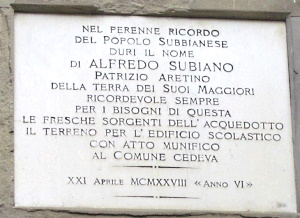 NEL PERENNE RICORDO
DEL POPOLO SUBBIANESE
DURI IL NOME
DI ALFREDO SUBIANO
PATRIZIO ARETINO
DELLA TERRA DEI SUOI MAGGIORI
RICORDEVOLE SEMPRE
PER I BISOGNI DI QUESTA
LE FRESCHE SORGENTI DELL'ACQUEDOTTO
IL TERRENO PER L'EDIFICIO SCOLASTICO
CON ATTO MUNIFICO
AL COMUNE CEDEVA
XXI APRILE MCMXXVIII «ANNO VI»